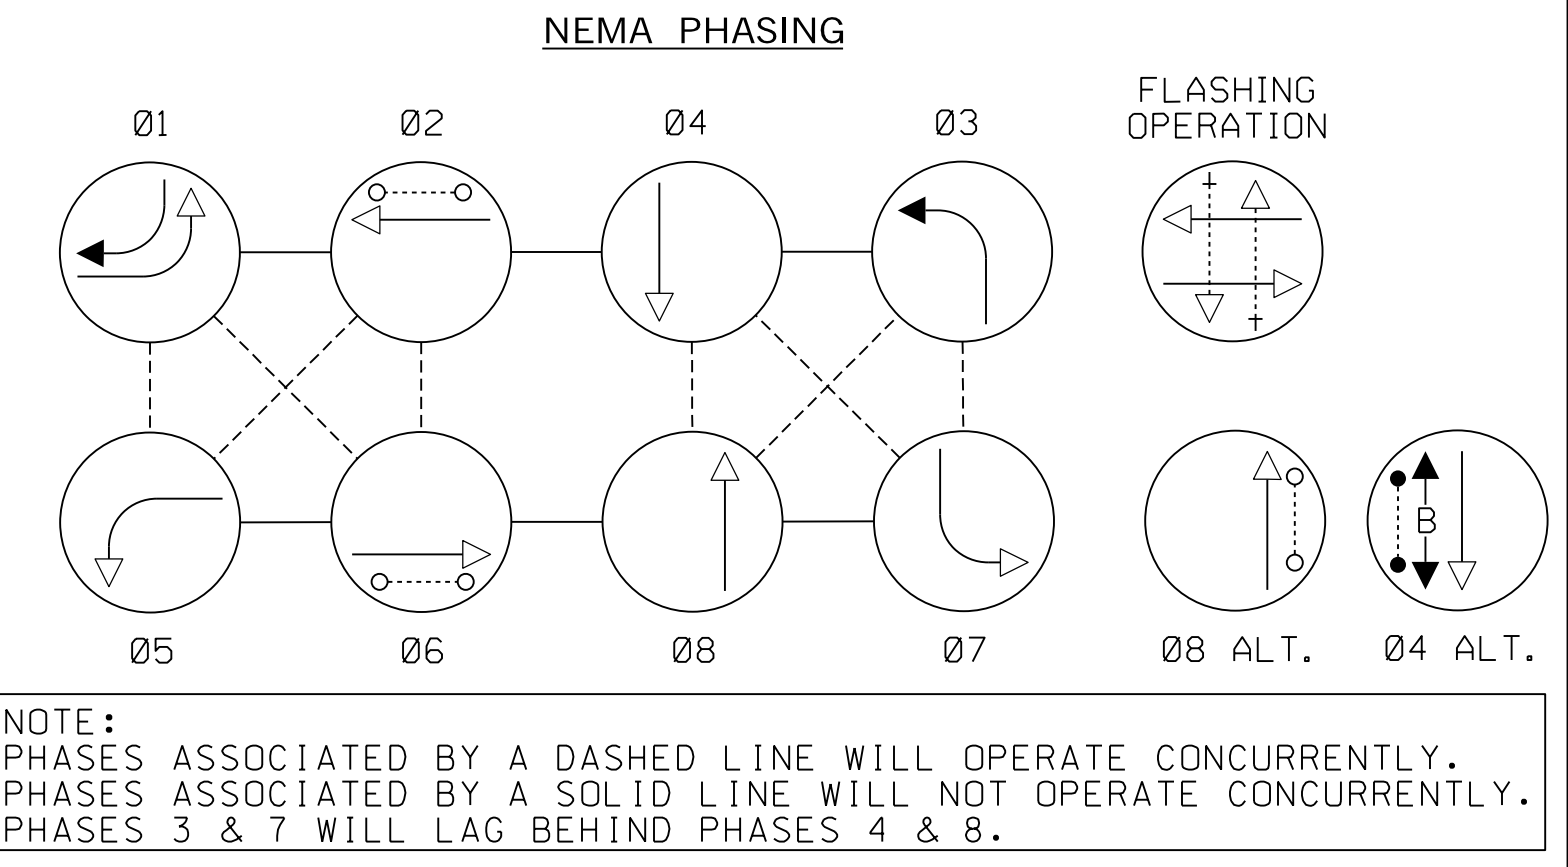 NEMA PHASING
FLASHING
OPERATION
Ø1
Ø2
Ø4
Ø3
B
Ø5
Ø6
Ø8
Ø7
Ø8 ALT.
Ø4 ALT.
NOTE:
PHASES ASSOCIATED BY A DASHED LINE WILL OPERATE CONCURRENTLY.
PHASES ASSOCIATED BY A SOLID LINE WILL NOT OPERATE CONCURRENTLY.
PHASES 3 & 7 WILL LAG BEHIND PHASES 4 & 8.